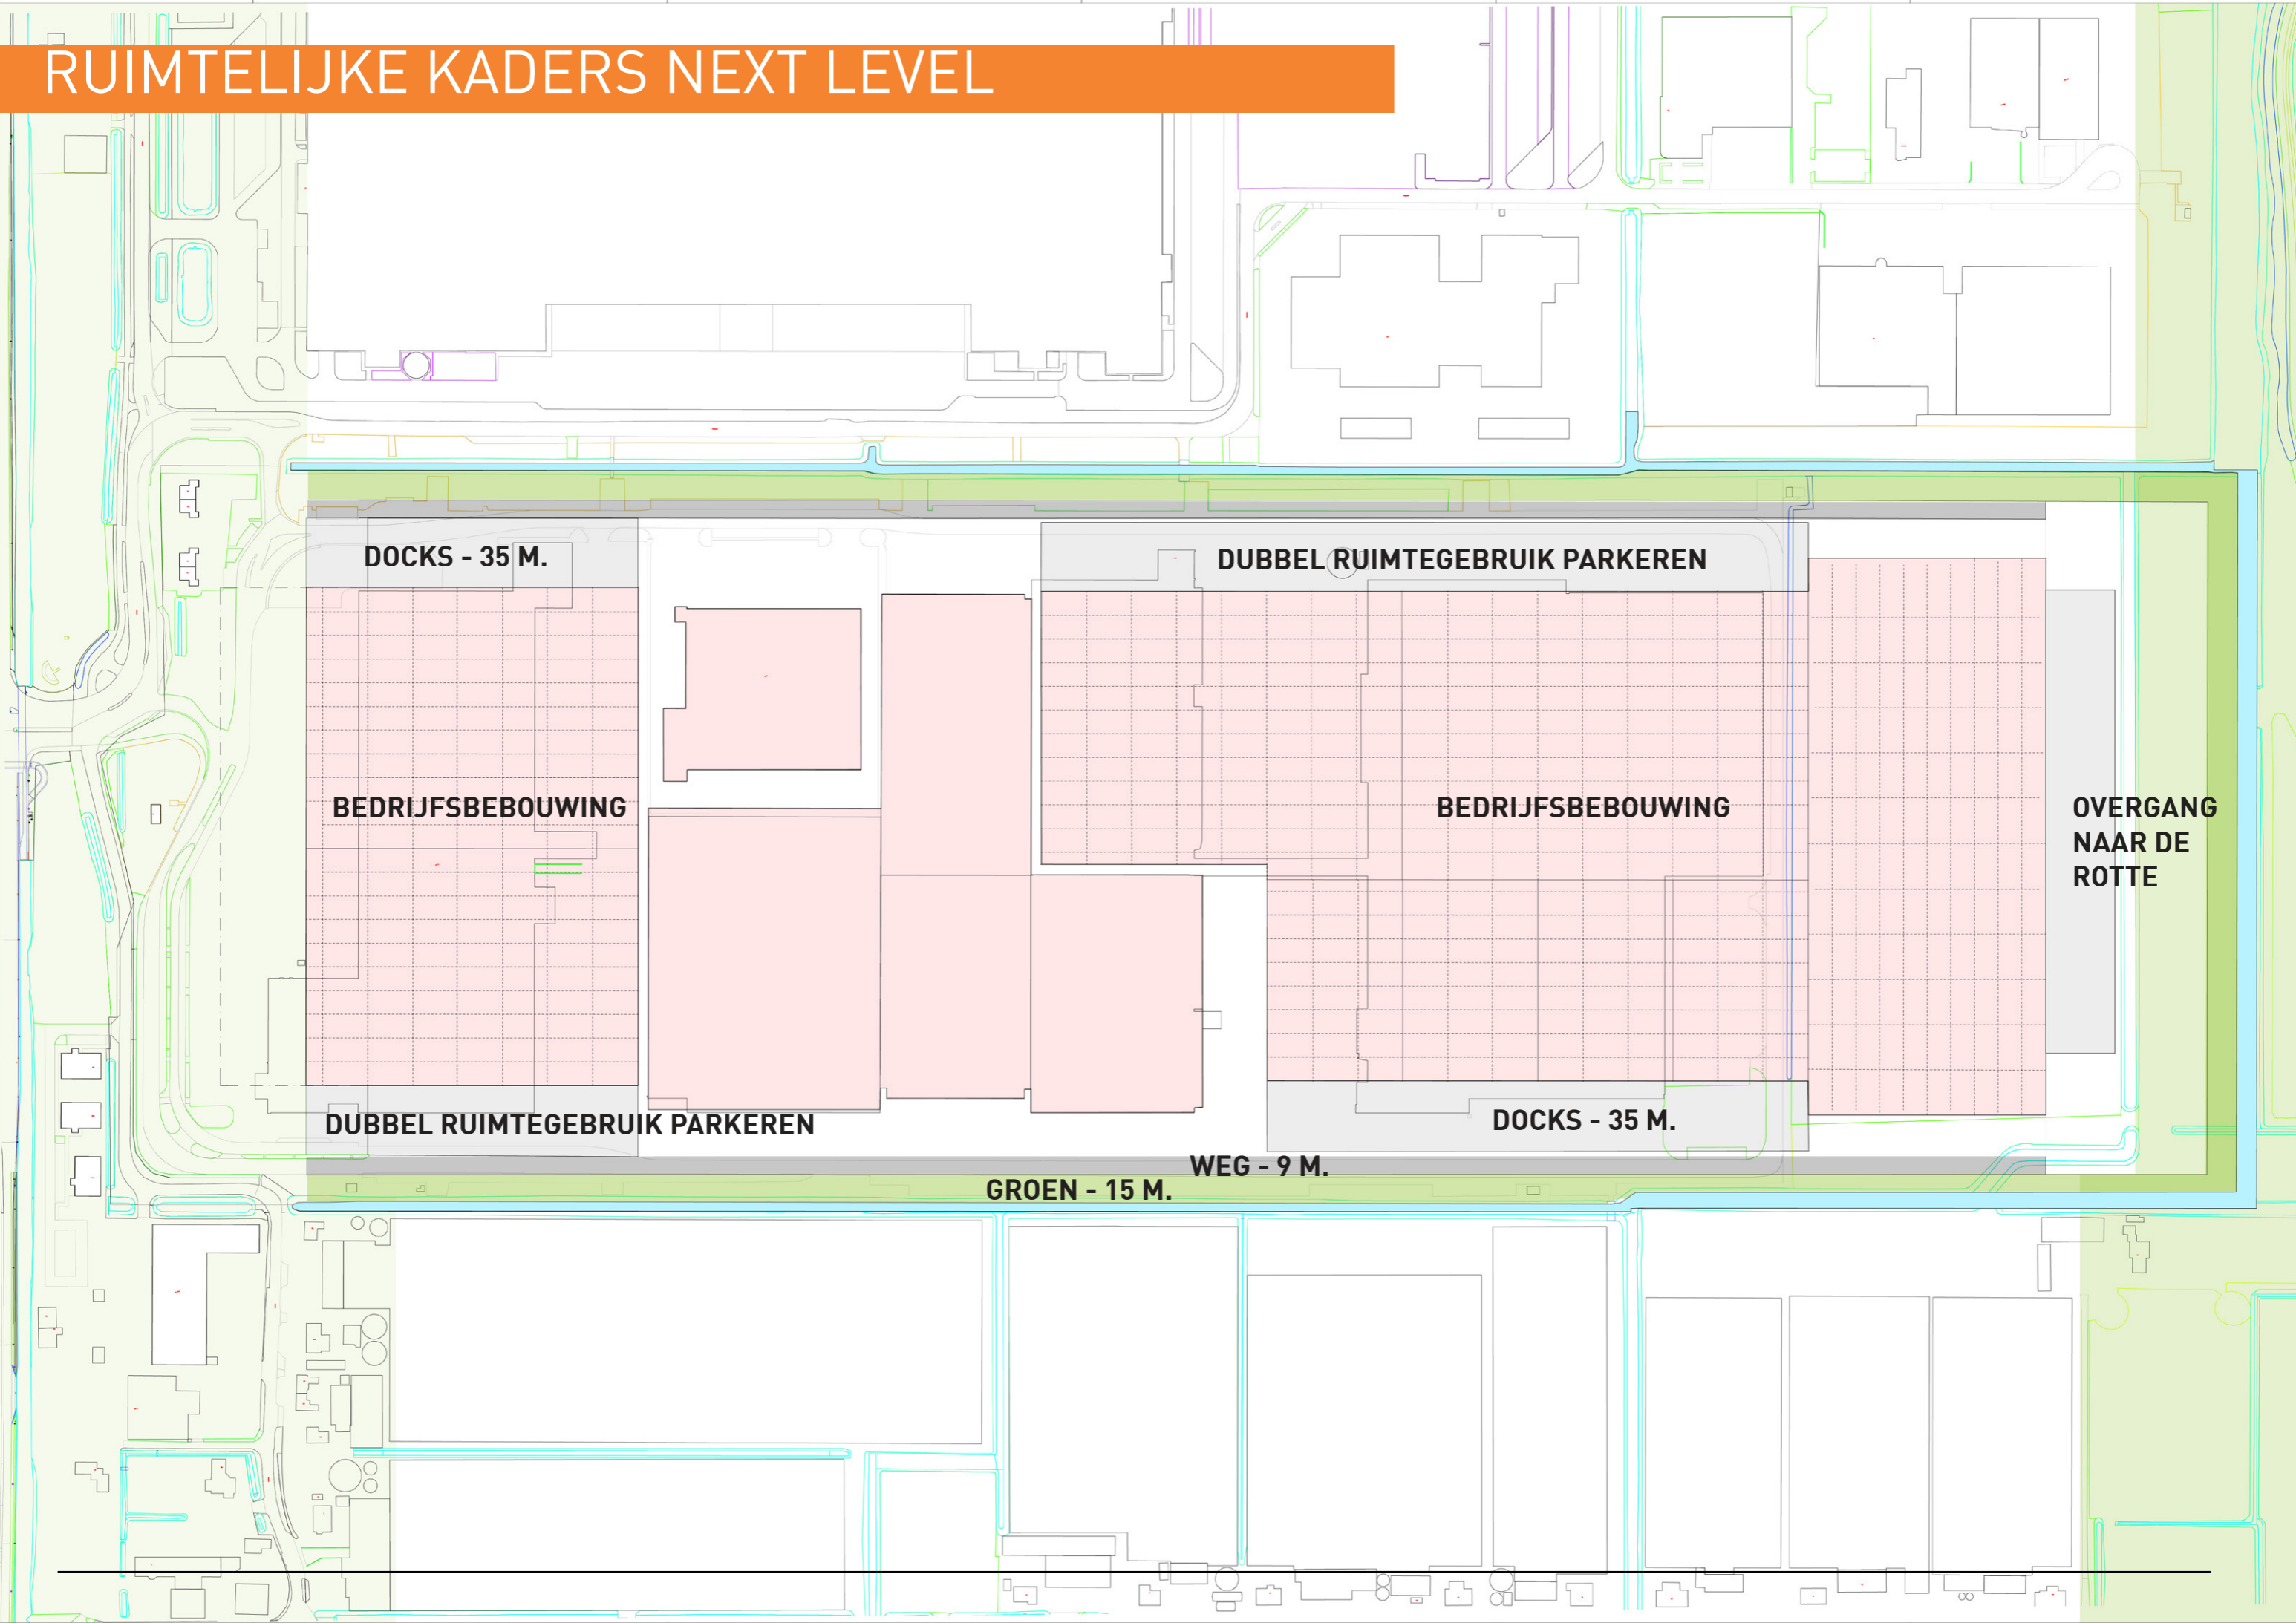 RUIMTELIJKE KADERS NEXT LEVEL
DOCKS - 35 M.
DUBBEL RUIMTEGEBRUIK PARKEREN
BEDRIJFSBEBOUWING
BEDRIJFSBEBOUWING
OVERGANG
NAAR DE
ROTTE
DUBBEL RUIMTEGEBRUIK PARKEREN
DOCKS - 35 M.
WEG - 9 M.
GROEN - 15 M.